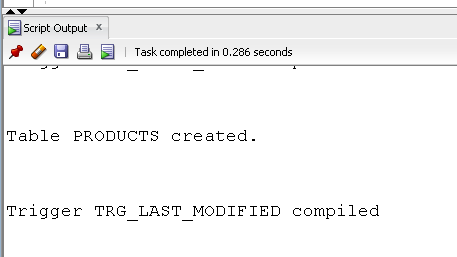 Script Output x
Task completed in 0.286 seconds
Table PRODUCTS created.
Trigger TRG_LAST_MODIFIED compiled